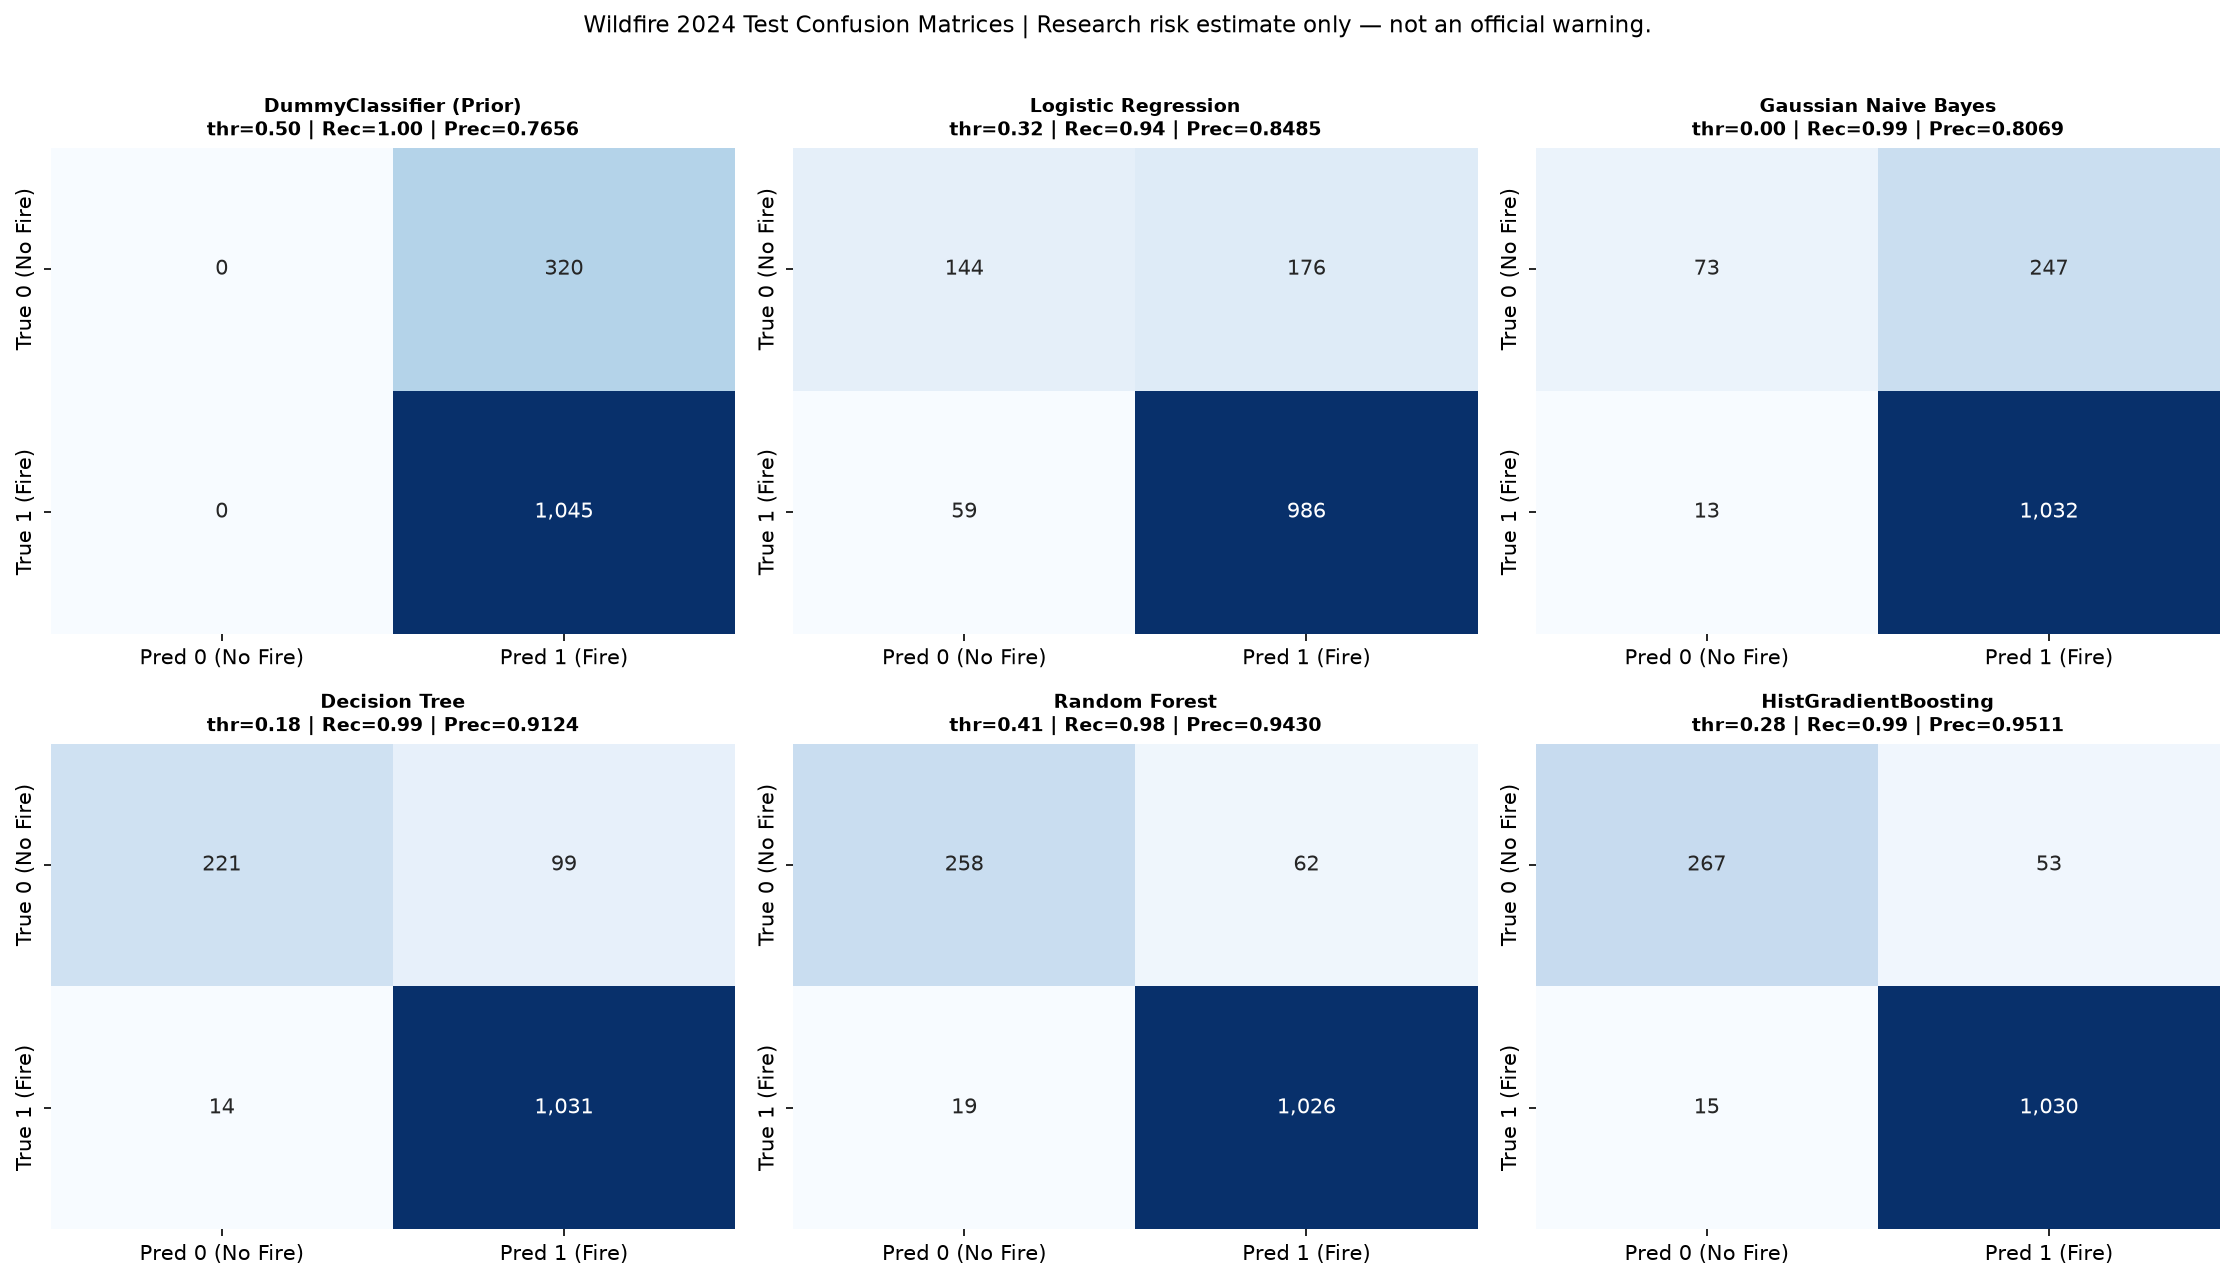 Wildfire 2024 Test Confusion Matrices | Research risk estimate only — not an official warning.
DummyClassifier (Prior)
thr=0.50 | Rec=1.00 | Prec=0.7656
True 0 (No Fire)
0
320
True 1 (Fire)
0
1,045
Pred 0 (No Fire)
Pred 1 (Fire)
Logistic Regression
thr=0.32 | Rec=0.94 | Prec=0.8485
True 0 (No Fire)
144
176
True 1 (Fire)
59
986
Pred 0 (No Fire)
Pred 1 (Fire)
Gaussian Naive Bayes
thr=0.00 | Rec=0.99 | Prec=0.8069
True 0 (No Fire)
73
247
True 1 (Fire)
13
1,032
Pred 0 (No Fire)
Pred 1 (Fire)
Decision Tree
thr=0.18 | Rec=0.99 | Prec=0.9124
True 0 (No Fire)
221
99
True 1 (Fire)
14
1,031
Pred 0 (No Fire)
Pred 1 (Fire)
Random Forest
thr=0.41 | Rec=0.98 | Prec=0.9430
True 0 (No Fire)
258
62
True 1 (Fire)
19
1,026
Pred 0 (No Fire)
Pred 1 (Fire)
HistGradientBoosting
thr=0.28 | Rec=0.99 | Prec=0.9511
True 0 (No Fire)
267
53
True 1 (Fire)
15
1,030
Pred 0 (No Fire)
Pred 1 (Fire)